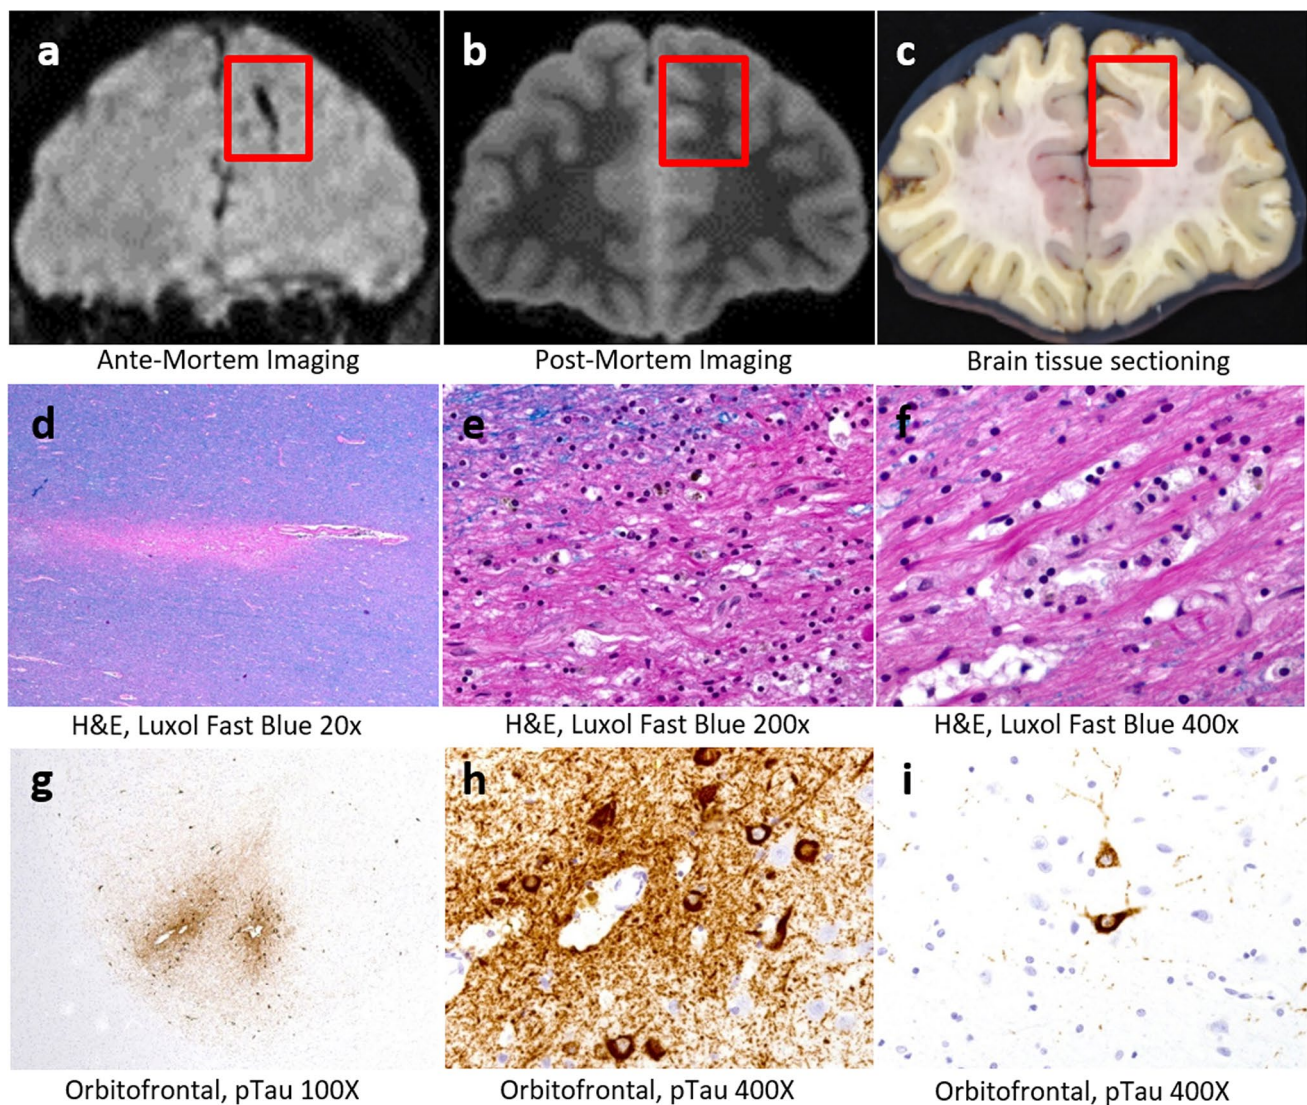 a
b
c
Ante-Mortem Imaging
Post-Mortem Imaging
Brain tissue sectioning
d
e
f
H&E, Luxol Fast Blue 20x
H&E, Luxol Fast Blue 200x
H&E, Luxol Fast Blue 400x
g
h
i
Orbitofrontal, pTau 100X
Orbitofrontal, pTau 400X
Orbitofrontal, pTau 400X